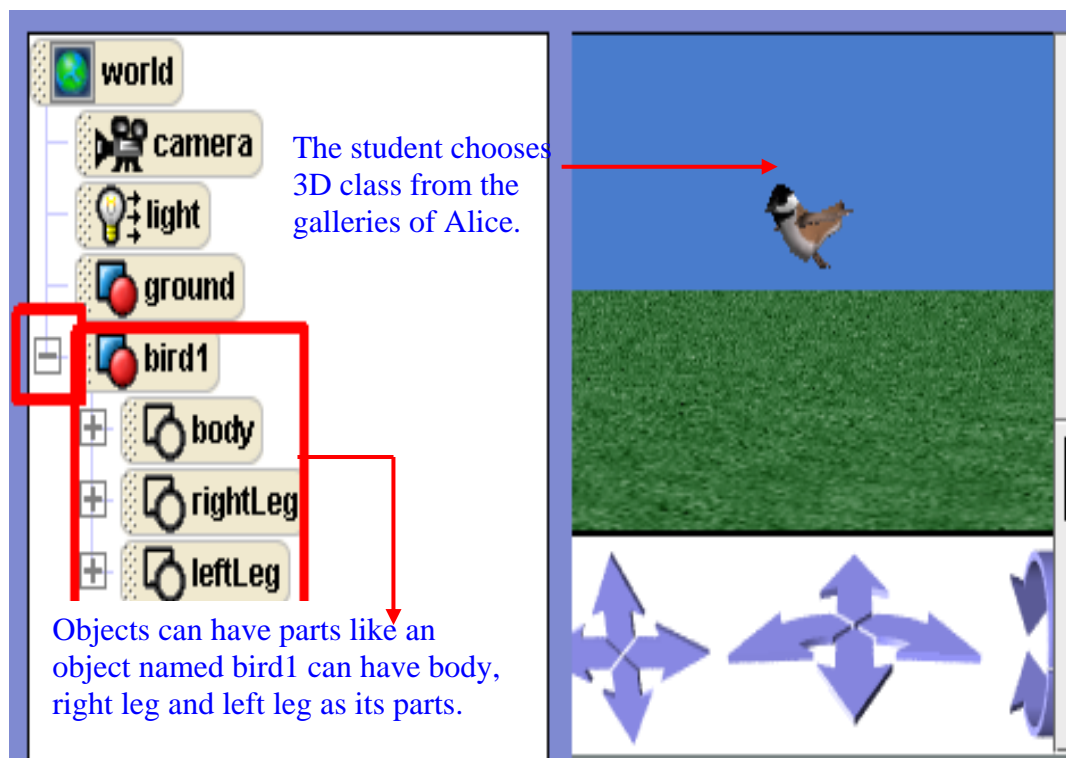 world
camera
light
ground
bird1
body
rightLeg
leftLeg
The student chooses
3D class from the
galleries of Alice.
Objects can have parts like an
object named bird1 can have body,
right leg and left leg as its parts.